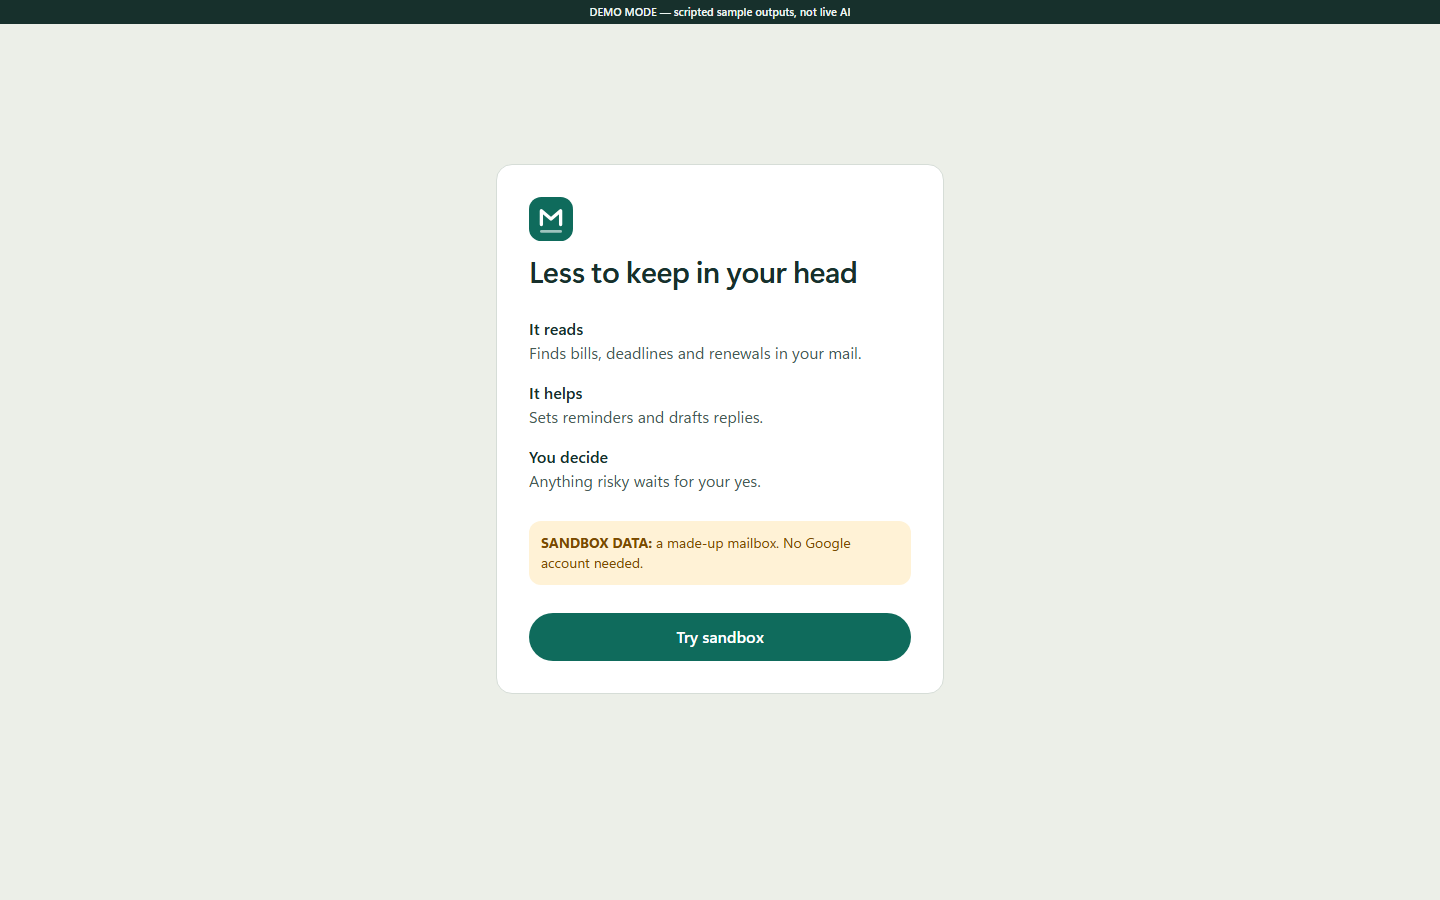 DEMO MODE — scripted sample outputs, not live AI
Less to keep in your head
It reads
Finds bills, deadlines and renewals in your mail.
It helps
Sets reminders and drafts replies.
You decide
Anything risky waits for your yes.
SANDBOX DATA: a made-up mailbox. No Google
account needed.
Try sandbox